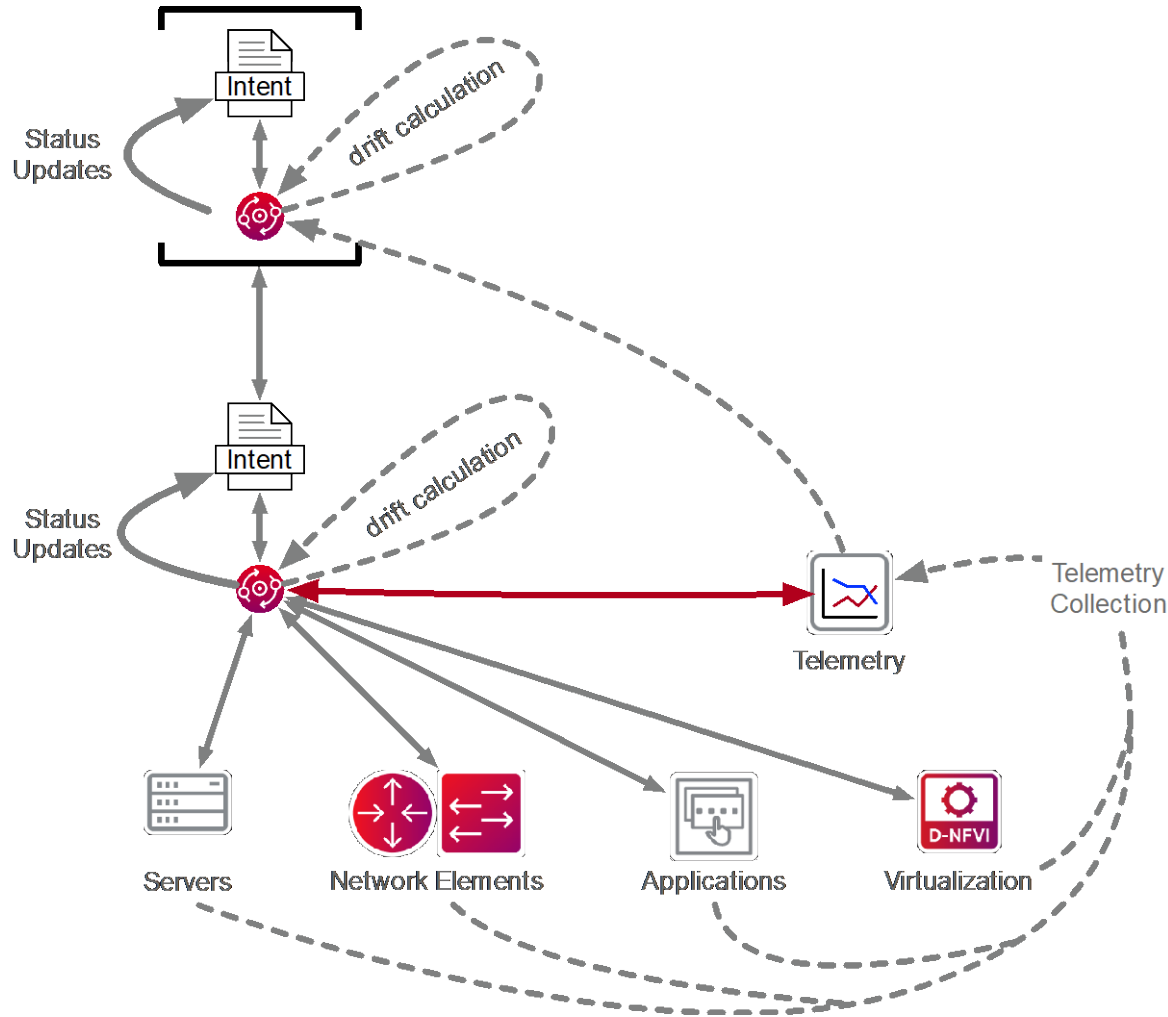 Intent
drift calculation
Status
Updates
Intent
drift calculation
Status
Updates
Telemetry
Collection
Telemetry
D-NFVI
Servers
Network Elements
Applications
Virtualization